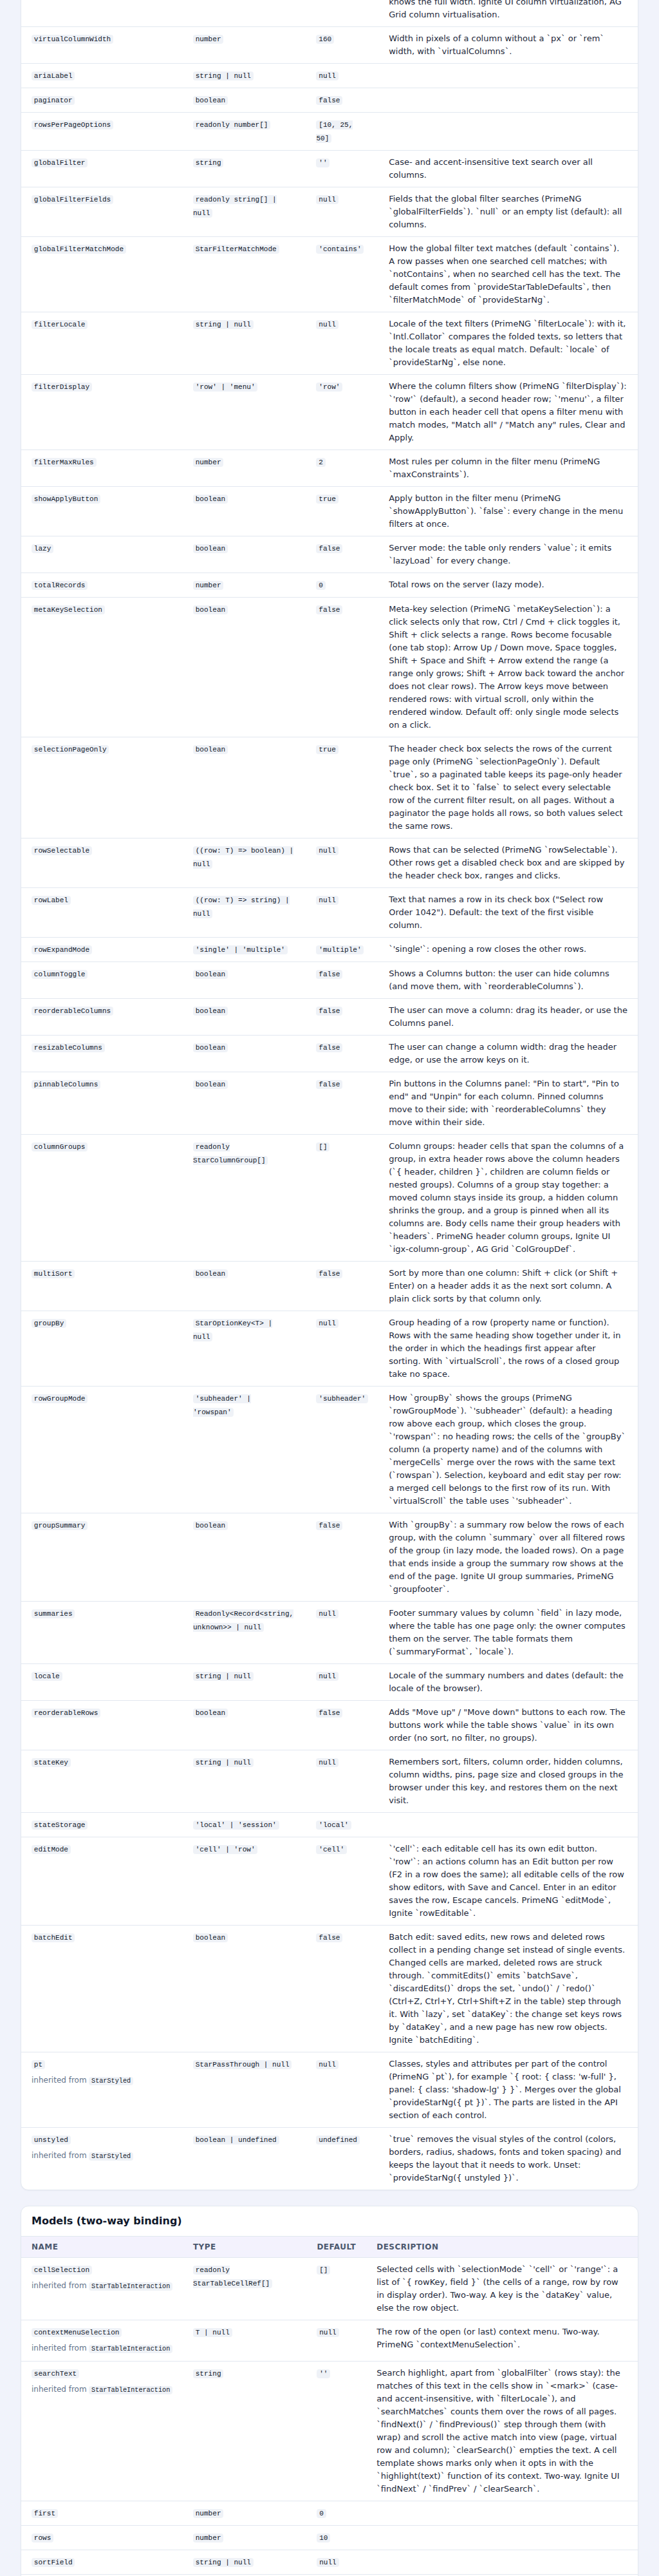 knows the full width. Ignite UI column virtualization, AG
Grid column virtualisation.
virtualColumnWidth number 160 Width in pixels of a column without a `px` or `rem`
width, with `virtualColumns`.
ariaLabel string | null null
paginator boolean false
rowsPerPageOptions readonly number[] [10, 25,
50]
globalFilter string '' Case- and accent-insensitive text search over all
columns.
globalFilterFields readonly string[] | null Fields that the global filter searches (PrimeNG
null `globalFilterFields`). `null` or an empty list (default): all
columns.
globalFilterMatchMode StarFilterMatchMode 'contains' How the global filter text matches (default `contains`).
A row passes when one searched cell matches; with
`notContains`, when no searched cell has the text. The
default comes from `provideStarTableDefaults`, then
`filterMatchMode` of `provideStarNg`.
filterLocale string | null null Locale of the text filters (PrimeNG `filterLocale`): with it,
`Intl.Collator` compares the folded texts, so letters that
the locale treats as equal match. Default: `locale` of
`provideStarNg`, else none.
filterDisplay 'row' | 'menu' 'row' Where the column filters show (PrimeNG `filterDisplay`):
`'row'` (default), a second header row; `'menu'`, a filter
button in each header cell that opens a filter menu with
match modes, "Match all" / "Match any" rules, Clear and
Apply.
filterMaxRules number 2 Most rules per column in the filter menu (PrimeNG
`maxConstraints`).
showApplyButton boolean true Apply button in the filter menu (PrimeNG
`showApplyButton`). `false`: every change in the menu
filters at once.
lazy boolean false Server mode: the table only renders `value`; it emits
`lazyLoad` for every change.
totalRecords number 0 Total rows on the server (lazy mode).
metaKeySelection boolean false Meta-key selection (PrimeNG `metaKeySelection`): a
click selects only that row, Ctrl / Cmd + click toggles it,
Shift + click selects a range. Rows become focusable
(one tab stop): Arrow Up / Down move, Space toggles,
Shift + Space and Shift + Arrow extend the range (a
range only grows; Shift + Arrow back toward the anchor
does not clear rows). The Arrow keys move between
rendered rows: with virtual scroll, only within the
rendered window. Default off: only single mode selects
on a click.
selectionPageOnly boolean true The header check box selects the rows of the current
page only (PrimeNG `selectionPageOnly`). Default
`true`, so a paginated table keeps its page-only header
check box. Set it to `false` to select every selectable
row of the current filter result, on all pages. Without a
paginator the page holds all rows, so both values select
the same rows.
rowSelectable ((row: T) => boolean) | null Rows that can be selected (PrimeNG `rowSelectable`).
null Other rows get a disabled check box and are skipped by
the header check box, ranges and clicks.
rowLabel ((row: T) => string) | null Text that names a row in its check box ("Select row
null Order 1042"). Default: the text of the first visible
column.
rowExpandMode 'single' | 'multiple' 'multiple' `'single'`: opening a row closes the other rows.
columnToggle boolean false Shows a Columns button: the user can hide columns
(and move them, with `reorderableColumns`).
reorderableColumns boolean false The user can move a column: drag its header, or use the
Columns panel.
resizableColumns boolean false The user can change a column width: drag the header
edge, or use the arrow keys on it.
pinnableColumns boolean false Pin buttons in the Columns panel: "Pin to start", "Pin to
end" and "Unpin" for each column. Pinned columns
move to their side; with `reorderableColumns` they
move within their side.
columnGroups readonly [] Column groups: header cells that span the columns of a
StarColumnGroup[] group, in extra header rows above the column headers
(`{ header, children }`, children are column fields or
nested groups). Columns of a group stay together: a
moved column stays inside its group, a hidden column
shrinks the group, and a group is pinned when all its
columns are. Body cells name their group headers with
`headers`. PrimeNG header column groups, Ignite UI
`igx-column-group`, AG Grid `ColGroupDef`.
multiSort boolean false Sort by more than one column: Shift + click (or Shift +
Enter) on a header adds it as the next sort column. A
plain click sorts by that column only.
groupBy StarOptionKey<T> | null Group heading of a row (property name or function).
null Rows with the same heading show together under it, in
the order in which the headings first appear after
sorting. With `virtualScroll`, the rows of a closed group
take no space.
rowGroupMode 'subheader' | 'subheader' How `groupBy` shows the groups (PrimeNG
'rowspan' `rowGroupMode`). `'subheader'` (default): a heading
row above each group, which closes the group.
`'rowspan'`: no heading rows; the cells of the `groupBy`
column (a property name) and of the columns with
`mergeCells` merge over the rows with the same text
(`rowspan`). Selection, keyboard and edit stay per row:
a merged cell belongs to the first row of its run. With
`virtualScroll` the table uses `'subheader'`.
groupSummary boolean false With `groupBy`: a summary row below the rows of each
group, with the column `summary` over all filtered rows
of the group (in lazy mode, the loaded rows). On a page
that ends inside a group the summary row shows at the
end of the page. Ignite UI group summaries, PrimeNG
`groupfooter`.
summaries Readonly<Record<string, null Footer summary values by column `field` in lazy mode,
unknown>> | null where the table has one page only: the owner computes
them on the server. The table formats them
(`summaryFormat`, `locale`).
locale string | null null Locale of the summary numbers and dates (default: the
locale of the browser).
reorderableRows boolean false Adds "Move up" / "Move down" buttons to each row. The
buttons work while the table shows `value` in its own
order (no sort, no filter, no groups).
stateKey string | null null Remembers sort, filters, column order, hidden columns,
column widths, pins, page size and closed groups in the
browser under this key, and restores them on the next
visit.
stateStorage 'local' | 'session' 'local'
editMode 'cell' | 'row' 'cell' `'cell'`: each editable cell has its own edit button.
`'row'`: an actions column has an Edit button per row
(F2 in a row does the same); all editable cells of the row
show editors, with Save and Cancel. Enter in an editor
saves the row, Escape cancels. PrimeNG `editMode`,
Ignite `rowEditable`.
batchEdit boolean false Batch edit: saved edits, new rows and deleted rows
collect in a pending change set instead of single events.
Changed cells are marked, deleted rows are struck
through. `commitEdits()` emits `batchSave`,
`discardEdits()` drops the set, `undo()` / `redo()`
(Ctrl+Z, Ctrl+Y, Ctrl+Shift+Z in the table) step through
it. With `lazy`, set `dataKey`: the change set keys rows
by `dataKey`, and a new page has new row objects.
Ignite `batchEditing`.
pt StarPassThrough | null null Classes, styles and attributes per part of the control
inherited from StarStyled (PrimeNG `pt`), for example `{ root: { class: 'w-full' },
panel: { class: 'shadow-lg' } }`. Merges over the global
`provideStarNg({ pt })`. The parts are listed in the API
section of each control.
unstyled boolean | undefined undefined `true` removes the visual styles of the control (colors,
inherited from StarStyled borders, radius, shadows, fonts and token spacing) and
keeps the layout that it needs to work. Unset:
`provideStarNg({ unstyled })`.
Models (two-way binding)
NAME TYPE DEFAULT DESCRIPTION
cellSelection readonly [] Selected cells with `selectionMode` `'cell'` or `'range'`: a
inherited from StarTableInteraction StarTableCellRef[] list of `{ rowKey, field }` (the cells of a range, row by row
in display order). Two-way. A key is the `dataKey` value,
else the row object.
contextMenuSelection T | null null The row of the open (or last) context menu. Two-way.
inherited from StarTableInteraction PrimeNG `contextMenuSelection`.
searchText string '' Search highlight, apart from `globalFilter` (rows stay): the
inherited from StarTableInteraction matches of this text in the cells show in `<mark>` (case-
and accent-insensitive, with `filterLocale`), and
`searchMatches` counts them over the rows of all pages.
`findNext()` / `findPrevious()` step through them (with
wrap) and scroll the active match into view (page, virtual
row and column); `clearSearch()` empties the text. A cell
template shows marks only when it opts in with the
`highlight(text)` function of its context. Two-way. Ignite UI
`findNext` / `findPrev` / `clearSearch`.
first number 0
rows number 10
sortField string | null null